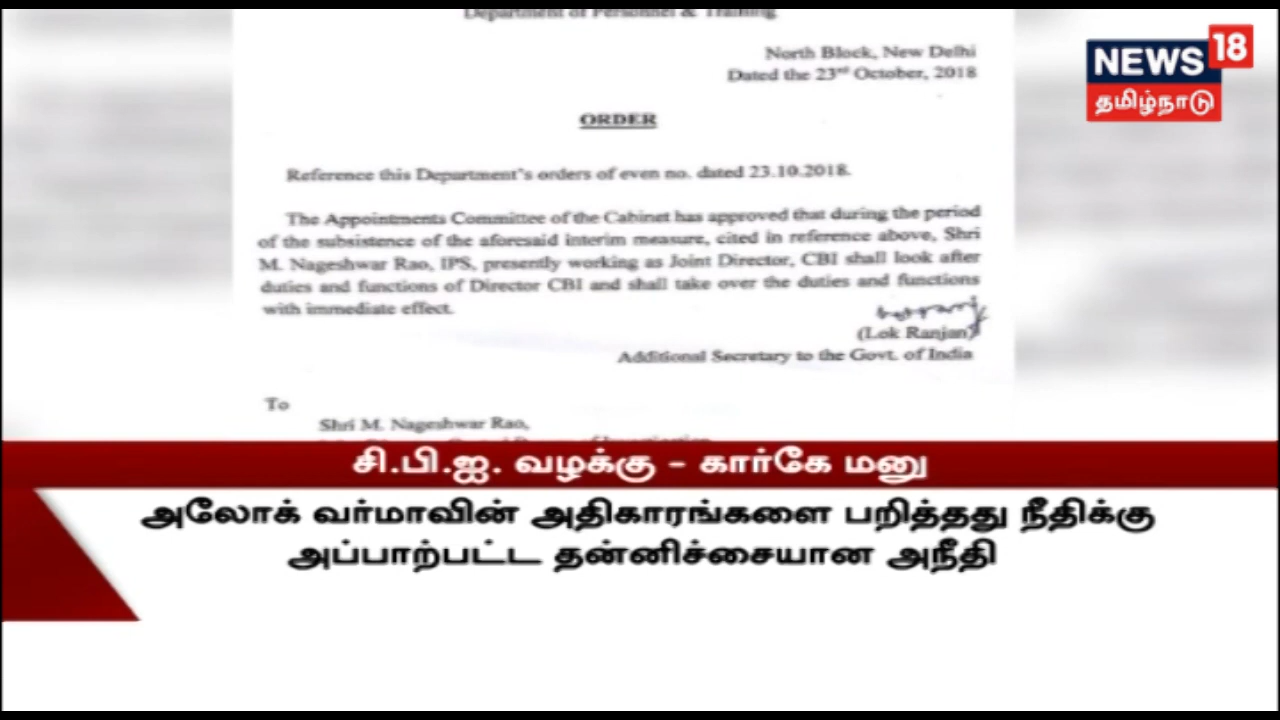 Department of Personnel & Training
North Block, New Delhi
Dated the 23rd October, 2018
NEWS 18
தமிழ்நாடு
ORDER
Reference this Department's orders of even no. dated 23.10.2018.
The Appointments Committee of the Cabinet has approved that during the period
of the subsistence of the aforesaid interim measure, cited in reference above, Shri
M. Nageshwar Rao, IPS, presently working as Joint Director, CBI shall look after
duties and functions of Director CBI and shall take over the duties and functions
with immediate effect.
(Lok Ranjan)
Additional Secretary to the Govt. of India
To
Shri M. Nageshwar Rao,
சி.பி.ஐ. வழக்கு - கார்கே மனு
அலோக் வர்மாவின் அதிகாரங்களை பறித்தது நீதிக்கு
அப்பாற்பட்ட தன்னிச்சையான அநீதி